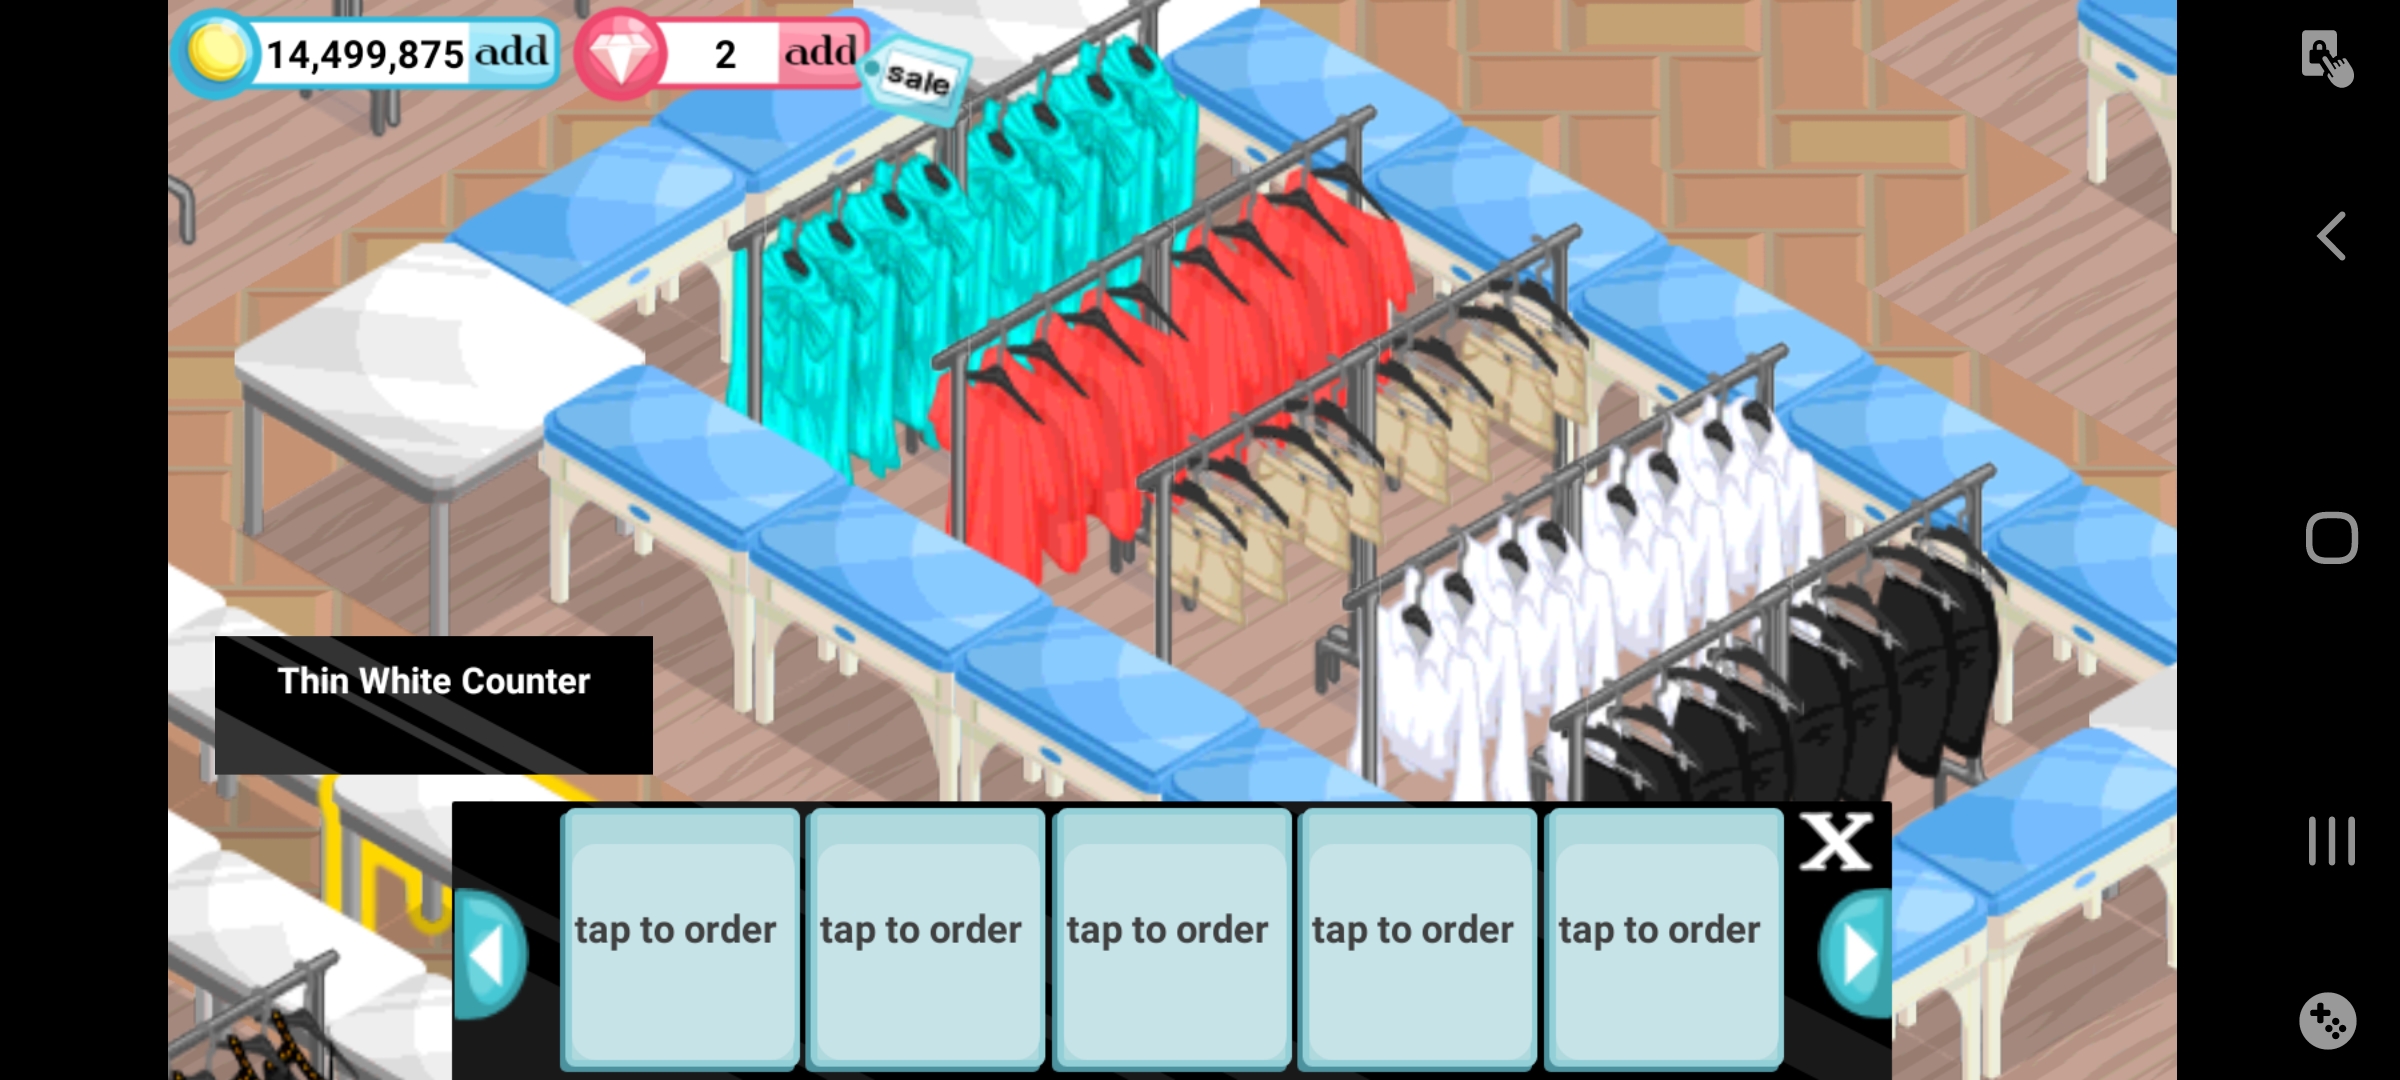 14,499,875 add
2 add
sale
Thin White Counter
X
tap to order
tap to order
tap to order
tap to order
tap to order